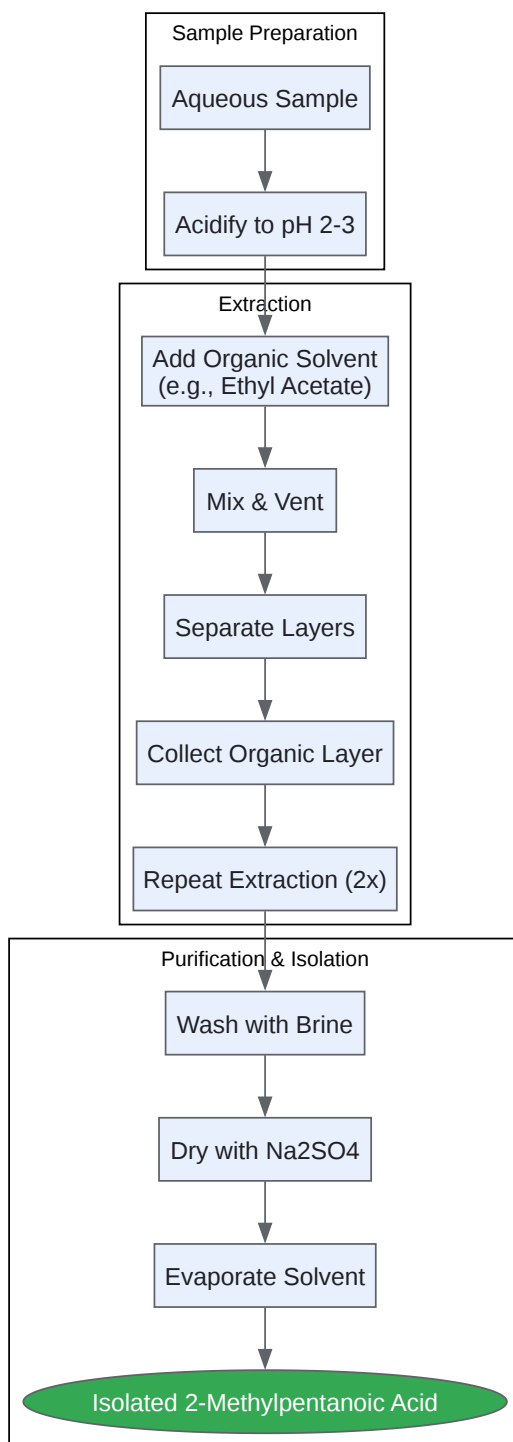 Sample Preparation
Aqueous Sample
Acidify to pH 2-3
Extraction
Add Organic Solvent
(e.g., Ethyl Acetate)
Mix & Vent
Separate Layers
Collect Organic Layer
Repeat Extraction (2x)
Purification & Isolation
Wash with Brine
Dry with Na2SO4
Evaporate Solvent
Isolated 2-Methylpentanoic Acid